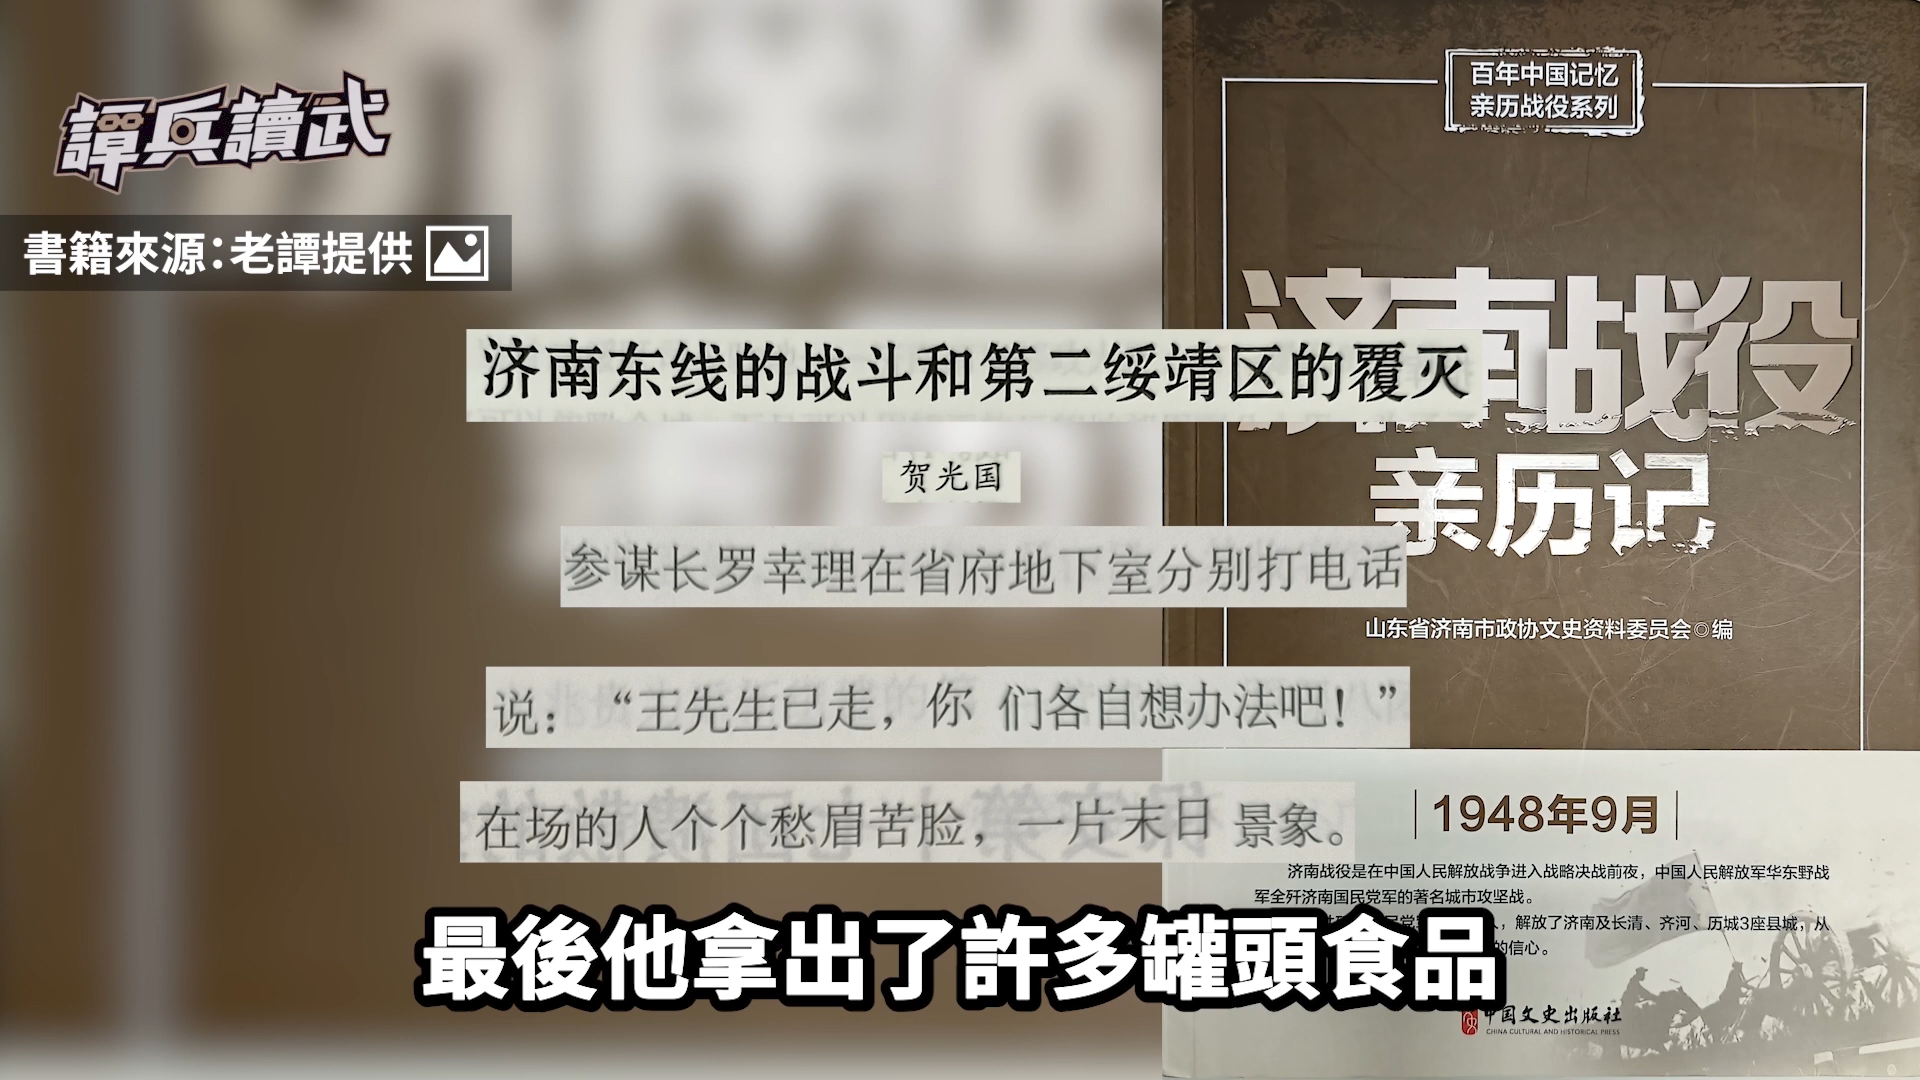 譚兵讀武
書籍來源：老譚提供
济南东线的战斗和第二绥靖区的覆灭
贺光国
参谋长罗幸理在省府地下室分别打电话
说：“王先生已走，你 们各自想办法吧！”
在场的人个个愁眉苦脸，一片末日 景象。
最後他拿出了許多罐頭食品
百年中国记忆
亲历战役系列
济南战役
亲历记
山东省济南市政协文史资料委员会◎编
1948年9月
济南战役是在中国人民解放战争进入战略决战前夜，中国人民解放军华东野战
军全歼济南国民党军的著名城市攻坚战。
，解放了济南及长清、齐河、历城3座县城，从
的信心。
中国文史出版社
CHINA CULTURAL AND HISTORICAL PRESS